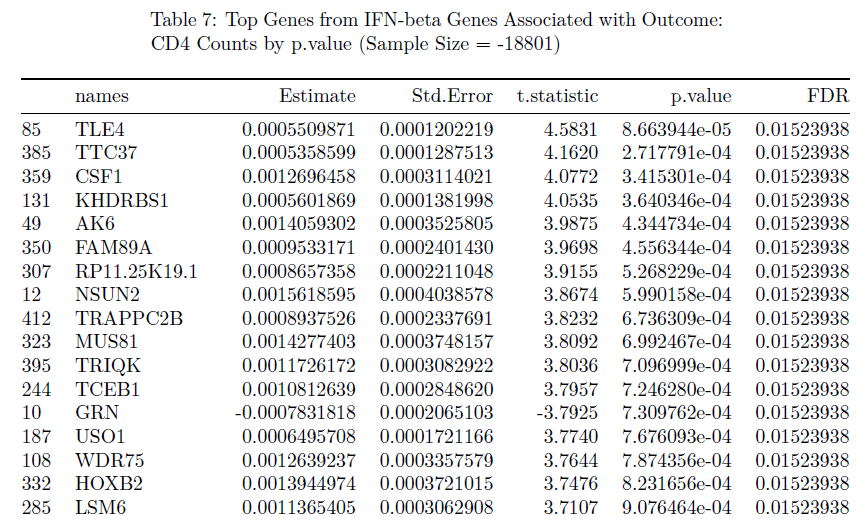 Table 7: Top Genes from IFN-beta Genes Associated with Outcome:
CD4 Counts by p.value (Sample Size = -18801)
names Estimate Std.Error t.statistic p.value FDR
85 TLE4 0.0005509871 0.0001202219 4.5831 8.663944e-05 0.01523938
385 TTC37 0.0005358599 0.0001287513 4.1620 2.717791e-04 0.01523938
359 CSF1 0.0012696458 0.0003114021 4.0772 3.415301e-04 0.01523938
131 KHDRBS1 0.0005601869 0.0001381998 4.0535 3.640346e-04 0.01523938
49 AK6 0.0014059302 0.0003525805 3.9875 4.344734e-04 0.01523938
350 FAM89A 0.0009533171 0.0002401430 3.9698 4.556344e-04 0.01523938
307 RP11.25K19.1 0.0008657358 0.0002211048 3.9155 5.268229e-04 0.01523938
12 NSUN2 0.0015618595 0.0004038578 3.8674 5.990158e-04 0.01523938
412 TRAPPC2B 0.0008937526 0.0002337691 3.8232 6.736309e-04 0.01523938
323 MUS81 0.0014277403 0.0003748157 3.8092 6.992467e-04 0.01523938
395 TRIQK 0.0011726172 0.0003082922 3.8036 7.096999e-04 0.01523938
244 TCEB1 0.0010812639 0.0002848620 3.7957 7.246280e-04 0.01523938
10 GRN -0.0007831818 0.0002065103 -3.7925 7.309762e-04 0.01523938
187 USO1 0.0006495708 0.0001721166 3.7740 7.676093e-04 0.01523938
108 WDR75 0.0012639237 0.0003357579 3.7644 7.874356e-04 0.01523938
332 HOXB2 0.0013944974 0.0003721015 3.7476 8.231656e-04 0.01523938
285 LSM6 0.0011365405 0.0003062908 3.7107 9.076464e-04 0.01523938